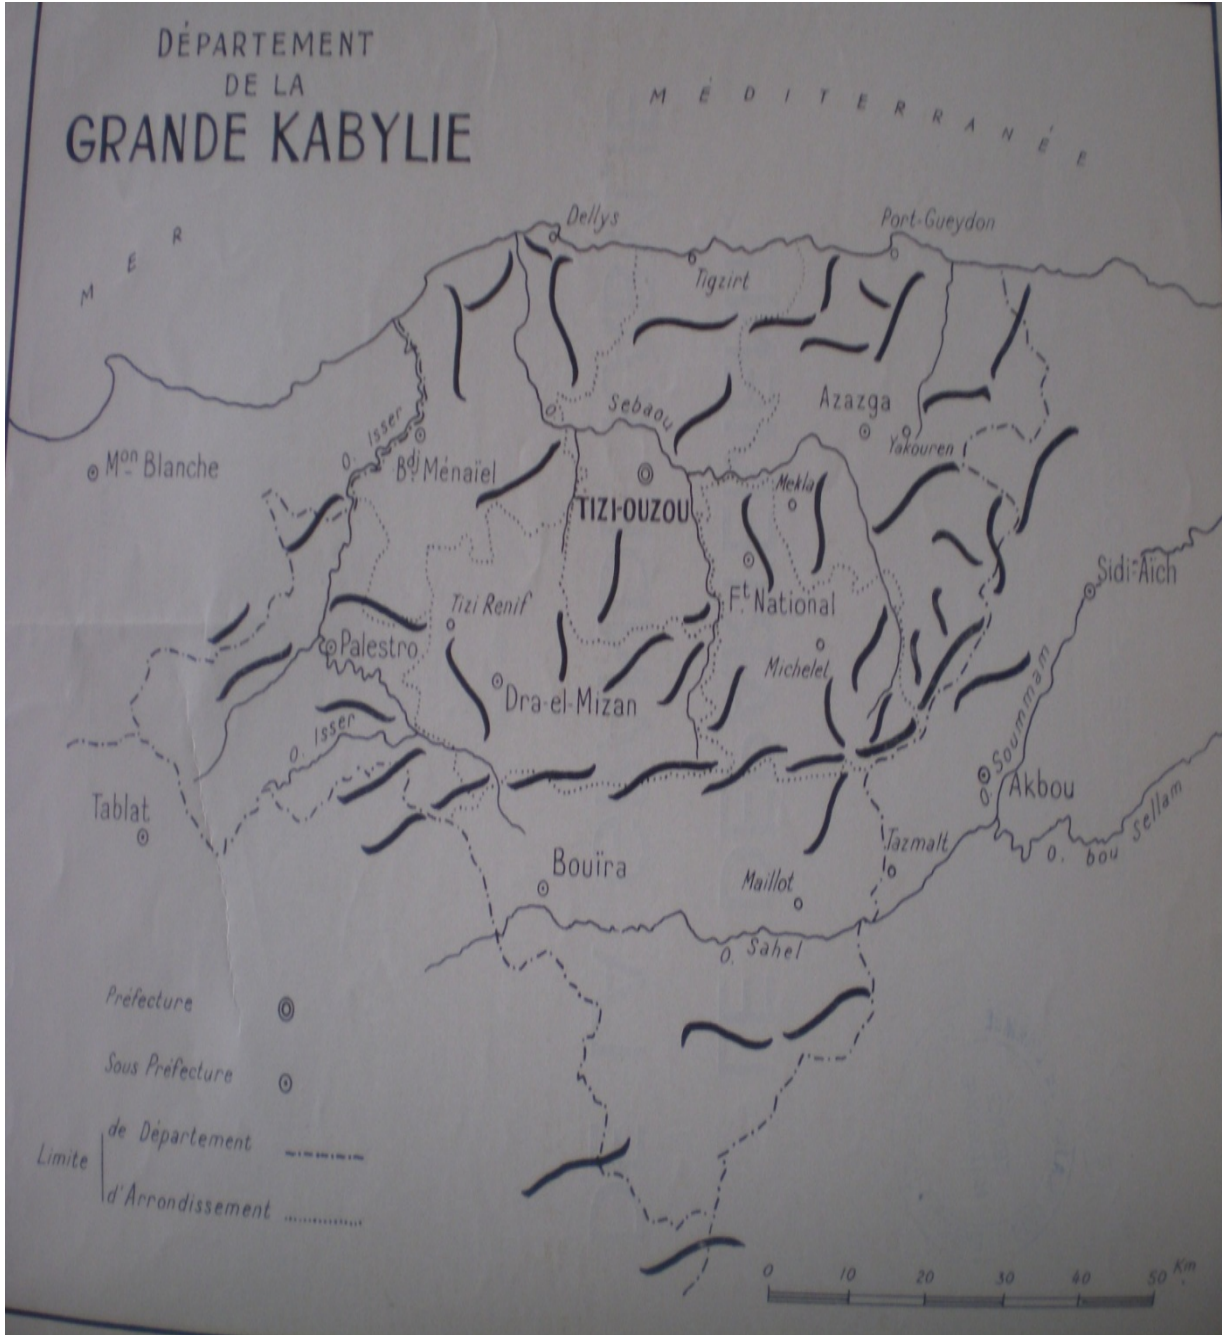 DÉPARTEMENT
DE LA
GRANDE KABYLIE
MER MÉDITERRANÉE
Dellys
Port-Gueydon
Tigzirt
Azazga
Yakouren
Sebaou
O.
O. Isser
Mon Blanche
Bdj Ménaïel
TIZI-OUZOU
Mekla
Sidi-Aïch
Ft National
Tizi Renif
Palestro
Michelet
Dra-el-Mizan
O. Isser
O. Soummam
Akbou
Tablat
O. bou Sellam
Tazmalt
Bouïra
Maillot
O. Sahel
Préfecture
Sous Préfecture
Limite
de Département
d'Arrondissement
0 10 20 30 40 50 Km